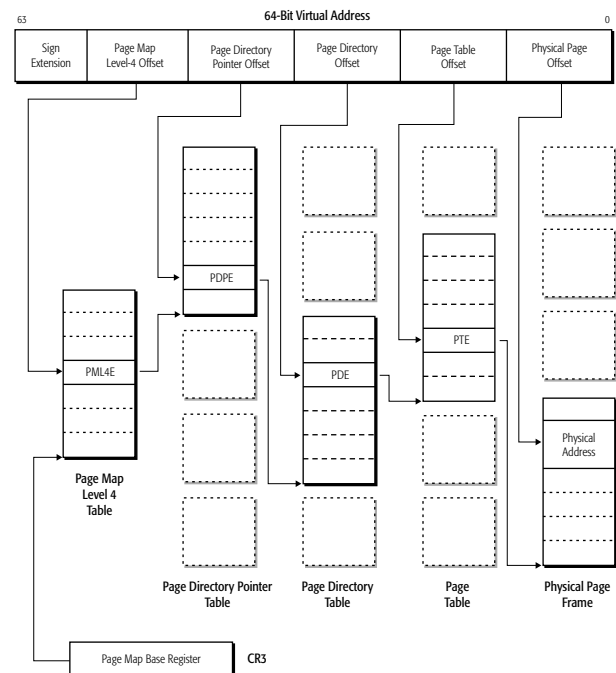 64-Bit Virtual Address
63
0
Sign
Extension
Page Map
Level-4 Offset
Page Directory
Pointer Offset
Page Directory
Offset
Page Table
Offset
Physical Page
Offset
PDPE
PML4E
PDE
PTE
Physical
Address
Page Map
Level 4
Table
Page Directory Pointer
Table
Page Directory
Table
Page
Table
Physical Page
Frame
Page Map Base Register
CR3